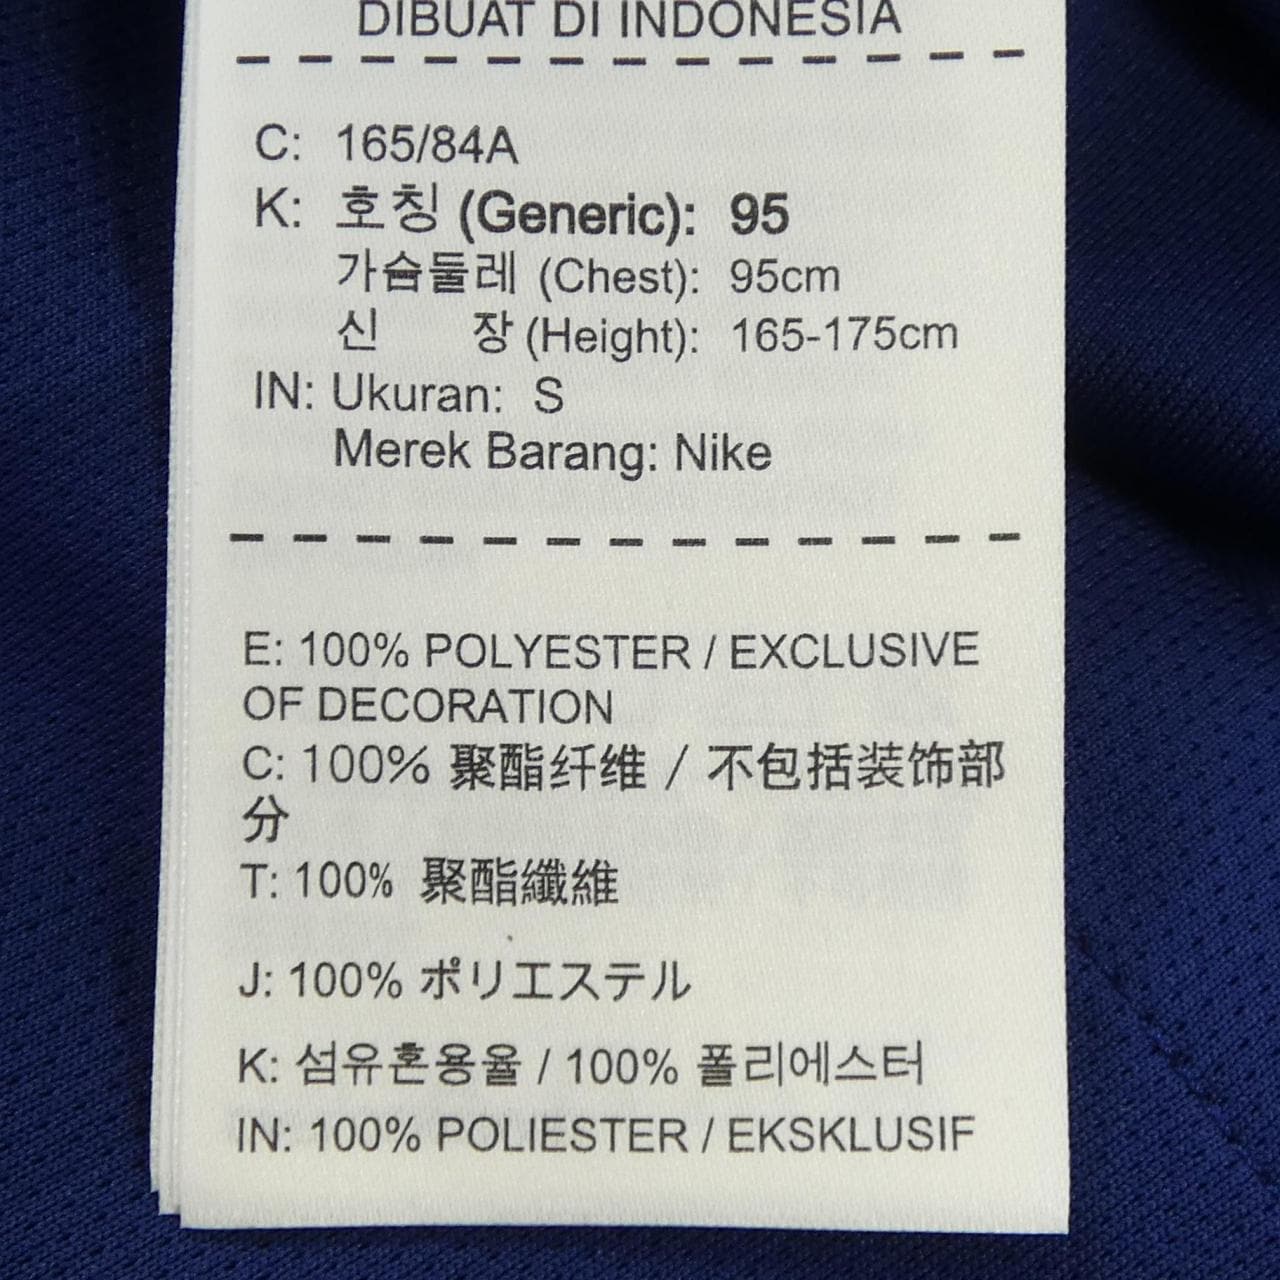 DIBUAT DI INDONESIA
C: 165/84A
K: 호칭 (Generic): 95
가슴둘레 (Chest): 95cm
신 장 (Height): 165-175cm
IN: Ukuran: S
Merek Barang: Nike
E: 100% POLYESTER / EXCLUSIVE
OF DECORATION
C: 100% 聚酯纤维 / 不包括装饰部
分
T: 100% 聚酯纖維
J: 100% ポリエステル
K: 섬유혼용율 / 100% 폴리에스터
IN: 100% POLIESTER / EKSKLUSIF